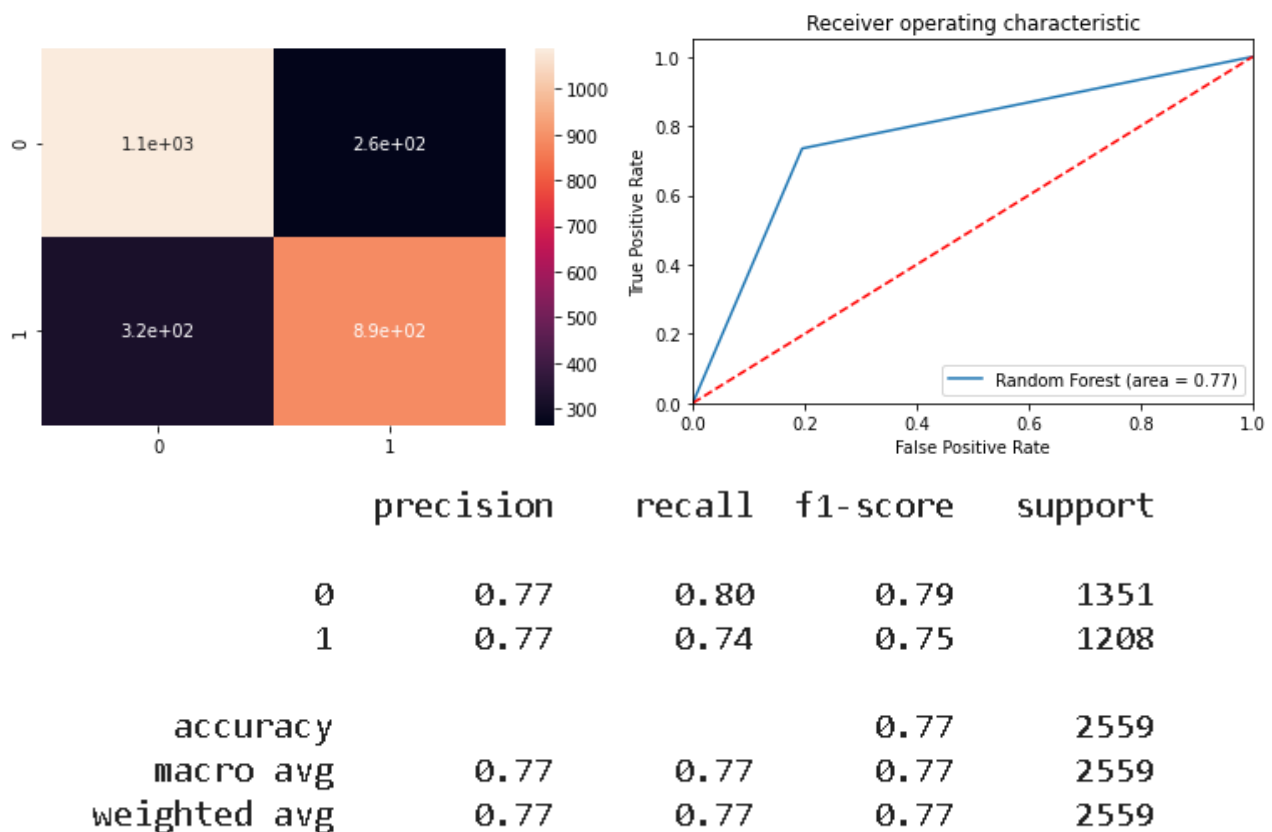 1.1e+03 2.6e+02
3.2e+02 8.9e+02
0
1
0 1
1000
900
800
700
600
500
400
300
Receiver operating characteristic
True Positive Rate
1.0
0.8
0.6
0.4
0.2
0.0
Random Forest (area = 0.77)
0.0 0.2 0.4 0.6 0.8 1.0
False Positive Rate
precision recall f1-score support
0 0.77 0.80 0.79 1351
1 0.77 0.74 0.75 1208
accuracy 0.77 2559
macro avg 0.77 0.77 0.77 2559
weighted avg 0.77 0.77 0.77 2559